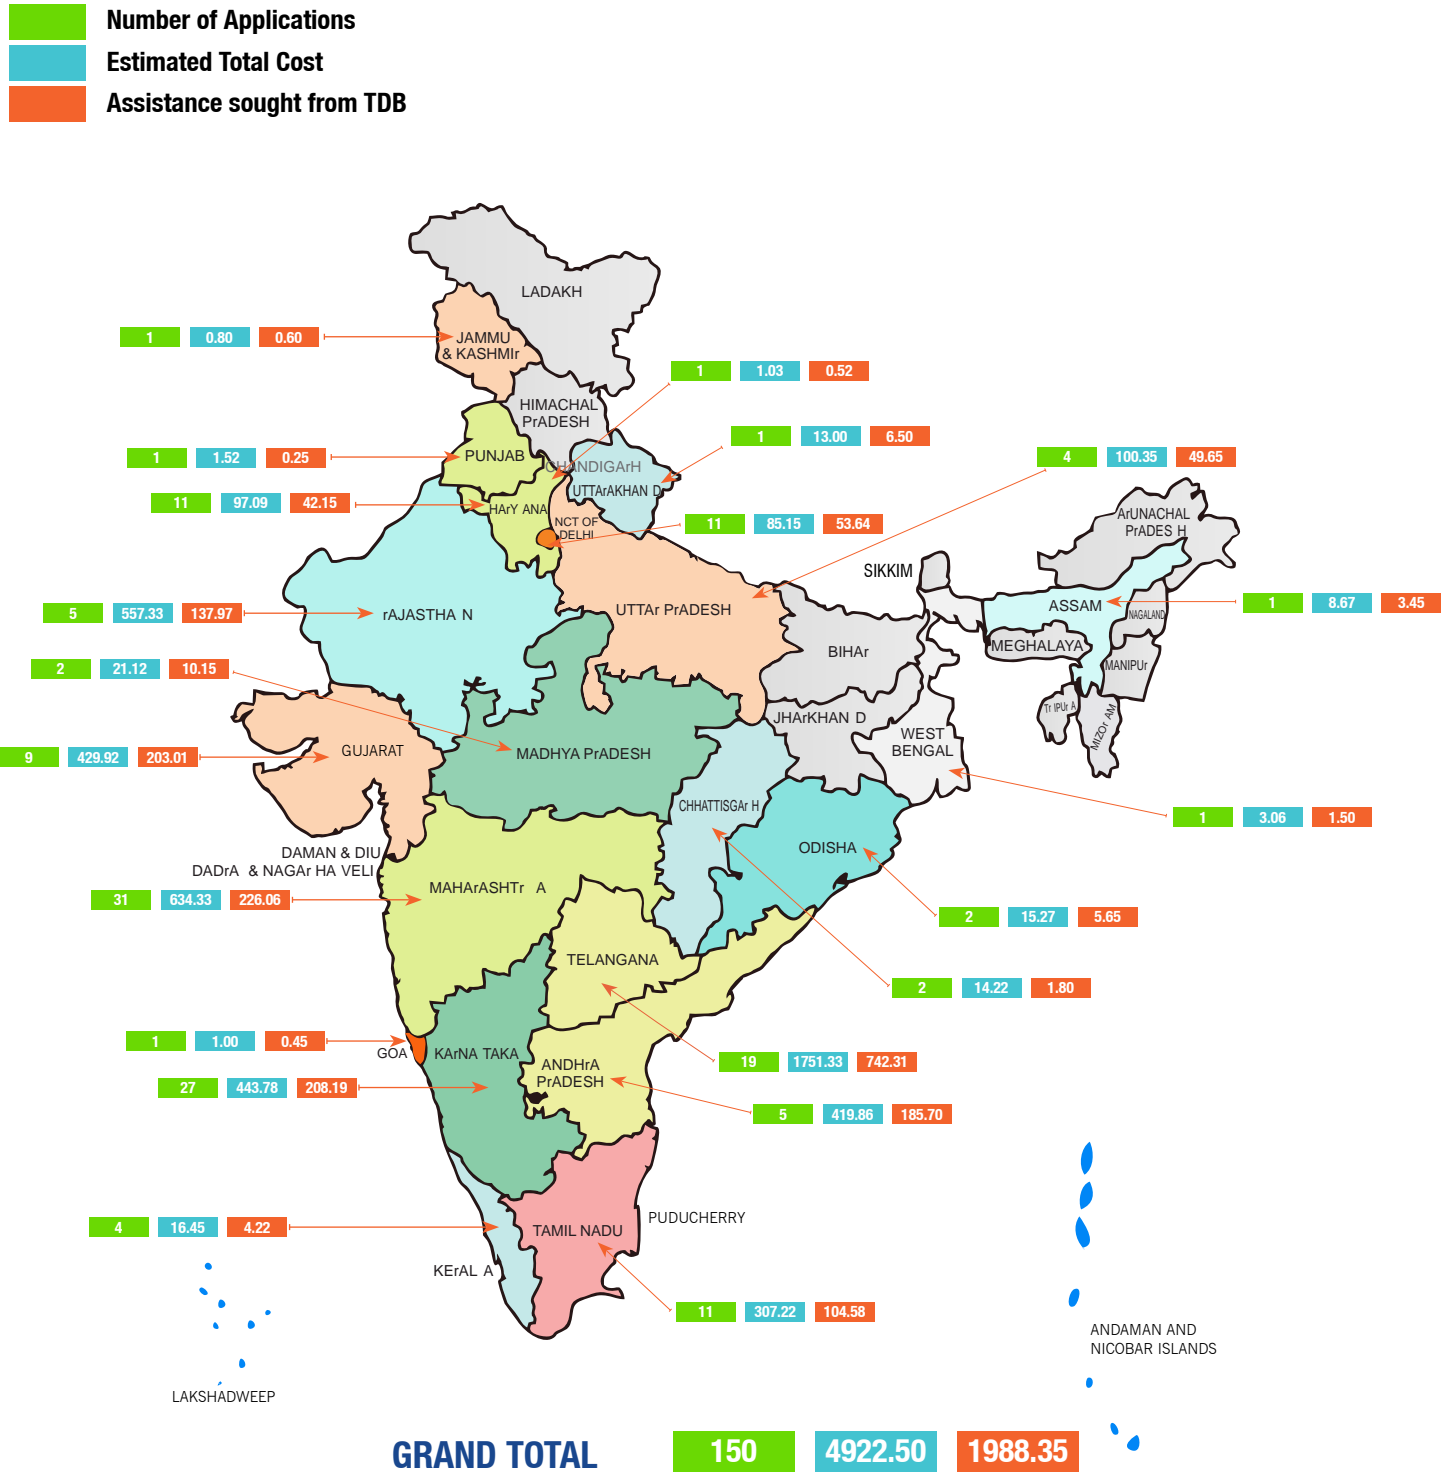 Number of Applications
Estimated Total Cost
Assistance sought from TDB
LADAKH
1 0.80 0.60
JAMMU
& KASHMIr
1 1.03 0.52
HIMACHAL
PrADESH
1 13.00 6.50
1 1.52 0.25
PUNJAB
CHANDIGArH
4 100.35 49.65
UTTArAKHAN D
11 97.09 42.15
HArY ANA
NCT OF
DELHI
11 85.15 53.64
ArUNACHAL
PrADES H
SIKKIM
5 557.33 137.97
rAJASTHA N
UTTAr PrADESH
ASSAM
NAGALAND
1 8.67 3.45
BIHAr
MEGHALAYA
MANIPUr
2 21.12 10.15
Tr IPUr A
MIZOr AM
JHArKHAN D
WEST
BENGAL
9 429.92 203.01
GUJARAT
MADHYA PrADESH
CHHATTISGAr H
1 3.06 1.50
ODISHA
DAMAN & DIU
DADrA & NAGAr HA VELI
31 634.33 226.06
MAHArASHTr A
2 15.27 5.65
TELANGANA
2 14.22 1.80
1 1.00 0.45
GOA
KArNA TAKA
19 1751.33 742.31
ANDHrA
PrADESH
27 443.78 208.19
5 419.86 185.70
4 16.45 4.22
TAMIL NADU
PUDUCHERRY
KErAL A
11 307.22 104.58
ANDAMAN AND
NICOBAR ISLANDS
LAKSHADWEEP
GRAND TOTAL 150 4922.50 1988.35